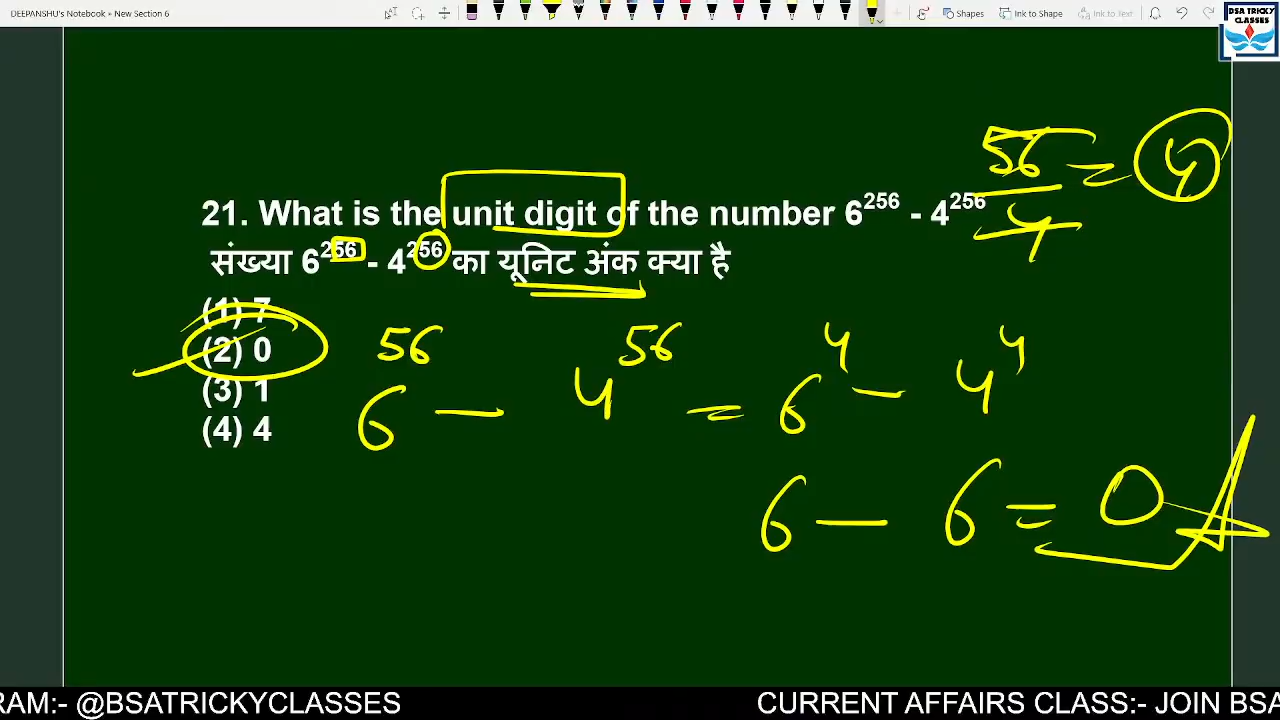 DEEPANSHU's Notebook » New Section 6
Shapes Ink to Shape Ink to Text
BSA TRICKY
CLASSES
56/4 = 4
21. What is the unit digit of the number 6^256 - 4^256
संख्या 6^256 - 4^256 का यूनिट अंक क्या है
(1) 7
(2) 0
(3) 1
(4) 4
6^56 - 4^56 = 6^4 - 4^4
6 - 6 = 0 A
RAM:- @BSATRICKYCLASSES CURRENT AFFAIRS CLASS:- JOIN BSA